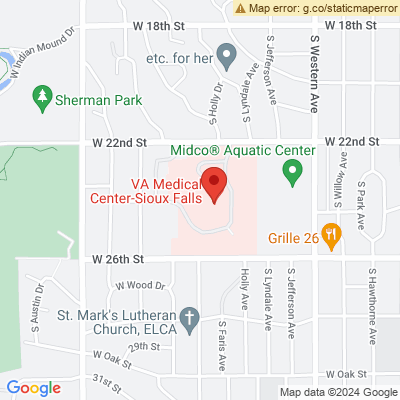 Map error: g.co/staticmaperror
W 18th St
W 18th St
W Indian Mound Dr
etc. for her
S Jefferson Ave
S Western Ave
S Holly Dr
S Lyndale Ave
Sherman Park
W 22nd St
W 22nd St
Midco® Aquatic Center
VA Medical
Center-Sioux Falls
S Willow Ave
S Park Ave
Grille 26
W 26th St
S Austin Dr
W Wood Dr
Holly Ave
S Lyndale Ave
S Jefferson Ave
S Hawthorne Ave
St. Mark's Lutheran
Church, ELCA
S Faris Ave
29th St
W Oak St
W Oak St
31st St
Google
Map data ©2024 Google